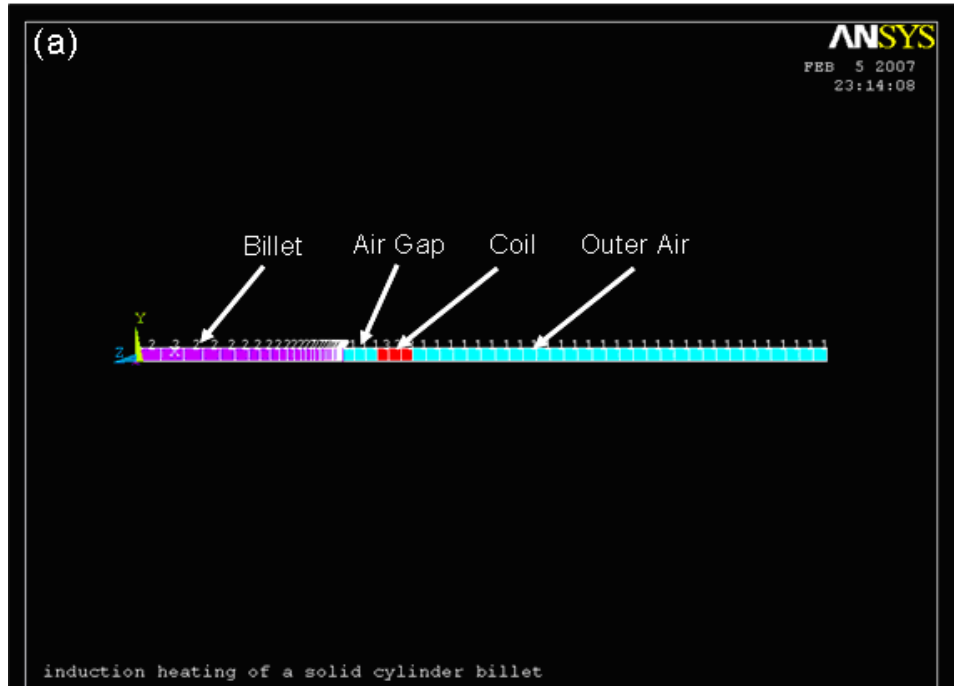 (a)
ANSYS
FEB 5 2007
23:14:08
Billet Air Gap Coil Outer Air
Y
Z
X
induction heating of a solid cylinder billet